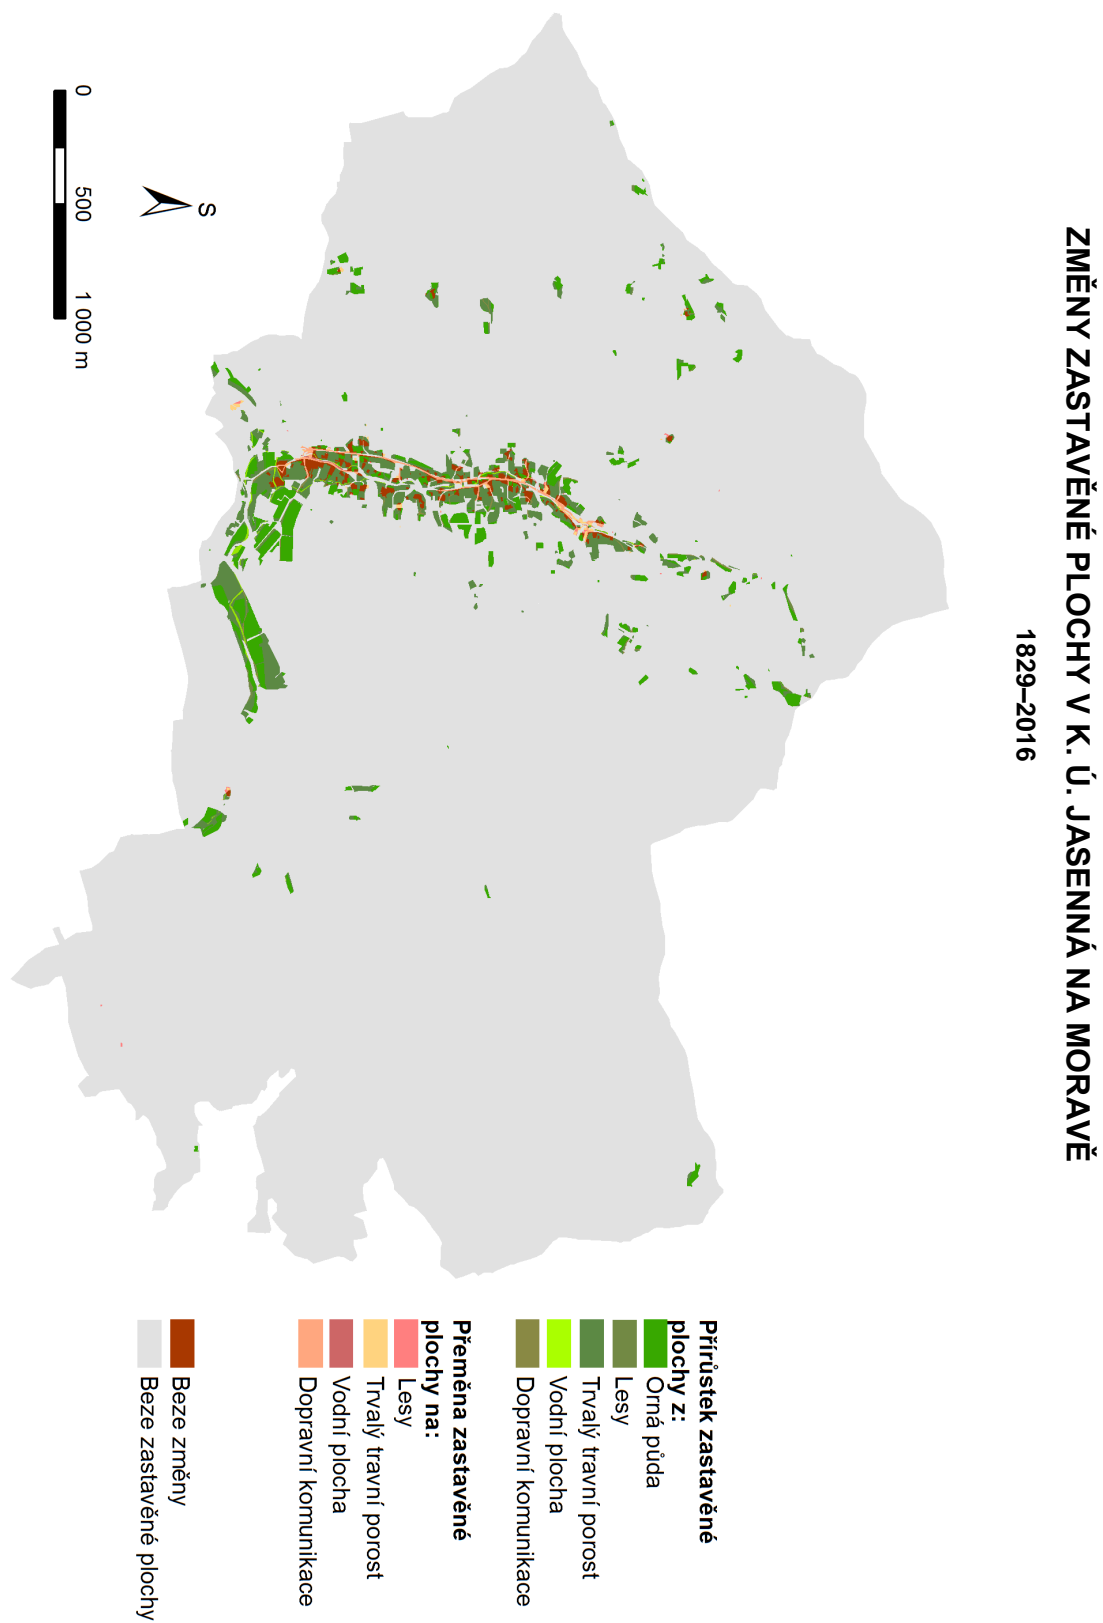 ZMĚNY ZASTAVĚNÉ PLOCHY V K. Ú. JASENNÁ NA MORAVĚ
1829–2016
0 500 1 000 m
S
Přírůstek zastavěné
plochy z:
Orná půda
Lesy
Trvalý travní porost
Vodní plocha
Dopravní komunikace
Přeměna zastavěné
plochy na:
Lesy
Trvalý travní porost
Vodní plocha
Dopravní komunikace
Beze změny
Beze zastavěné plochy